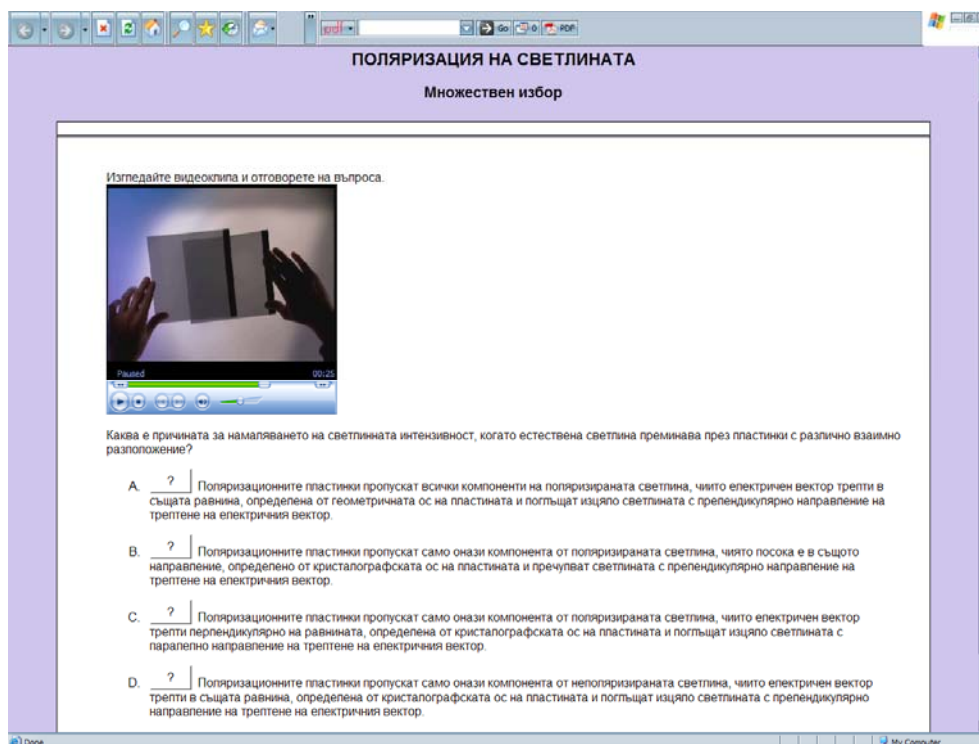 pdf
Go
0
PDF
ПОЛЯРИЗАЦИЯ НА СВЕТЛИНАТА
Множествен избор
Изгледайте видеоклипа и отговорете на въпроса.
Paused 00:25
Каква е причината за намаляването на светлинната интензивност, когато естествена светлина преминава през пластинки с различно взаимно
разположение?
A. ? Поляризационните пластинки пропускат всички компоненти на поляризираната светлина, чиито електричен вектор трепти в
същата равнина, определена от геометричната ос на пластината и поглъщат изцяло светлината с препендикулярно направление на
трептене на електричния вектор.
B. ? Поляризационните пластинки пропускат само онази компонента от поляризираната светлина, чиято посока е в същото
направление, определено от кристалографската ос на пластината и пречупват светлината с препендикулярно направление на
трептене на електричния вектор.
C. ? Поляризационните пластинки пропускат само онази компонента от поляризираната светлина, чиито електричен вектор
трепти перпендикулярно на равнината, определена от кристалографската ос на пластината и поглъщат изцяло светлината с
паралелно направление на трептене на електричния вектор.
D. ? Поляризационните пластинки пропускат само онази компонента от неполяризираната светлина, чиито електричен вектор
трепти в същата равнина, определена от кристалографската ос на пластината и поглъщат изцяло светлината с препендикулярно
направление на трептене на електричния вектор.
Done My Computer